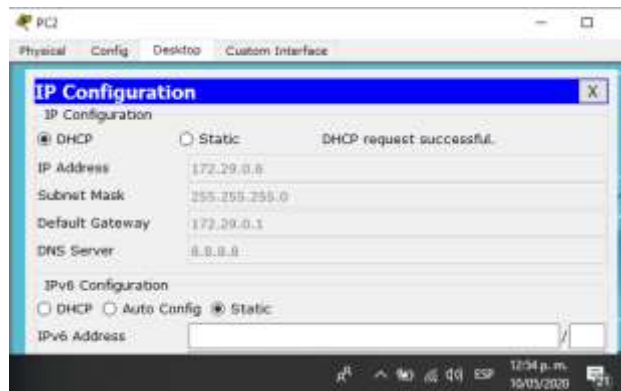 PC2
Physical Config Desktop Custom Interface
IP Configuration X
IP Configuration
DHCP Static DHCP request successful.
IP Address 172.29.0.6
Subnet Mask 255.255.255.0
Default Gateway 172.29.0.1
DNS Server 8.8.8.8
IPv6 Configuration
DHCP Auto Config Static
IPv6 Address /
ESP 12:54 p. m.
10/05/2020